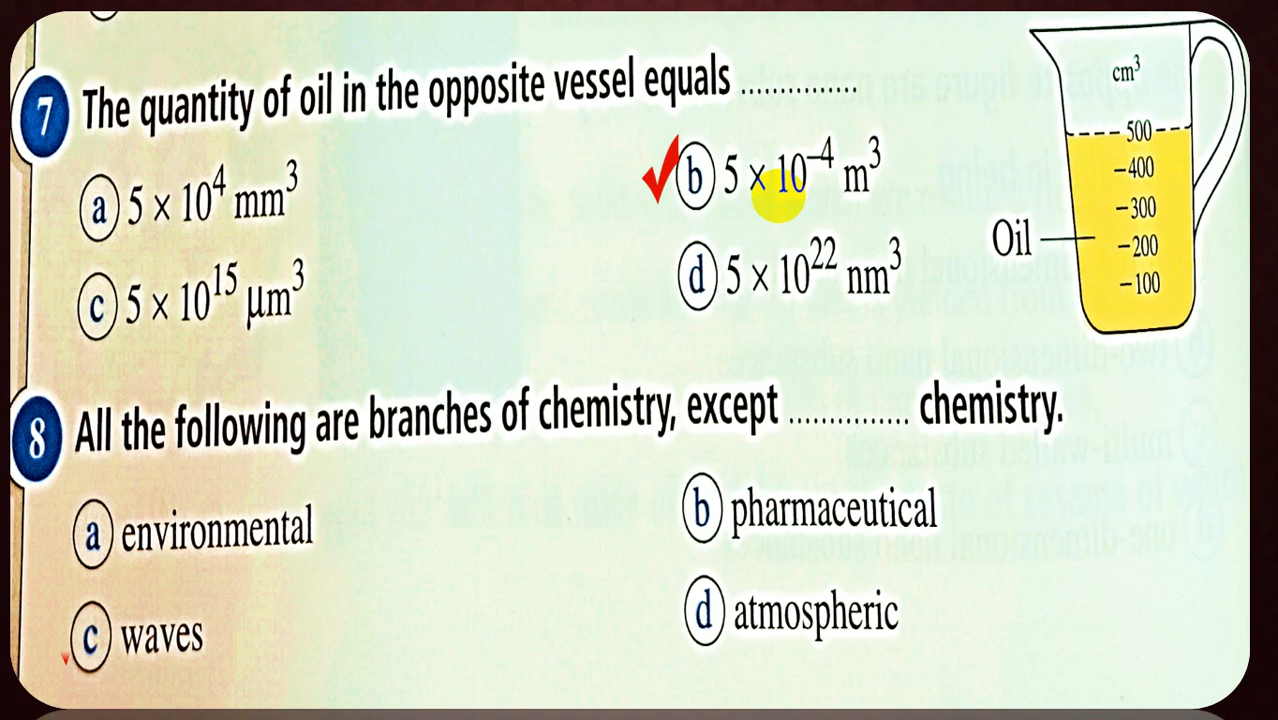 7 The quantity of oil in the opposite vessel equals ..............
a 5 × 10⁴ mm³
b 5 × 10⁻⁴ m³
c 5 × 10¹⁵ μm³
d 5 × 10²² nm³
cm³
500
400
300
200
100
Oil
8 All the following are branches of chemistry, except ............... chemistry.
a environmental
b pharmaceutical
c waves
d atmospheric